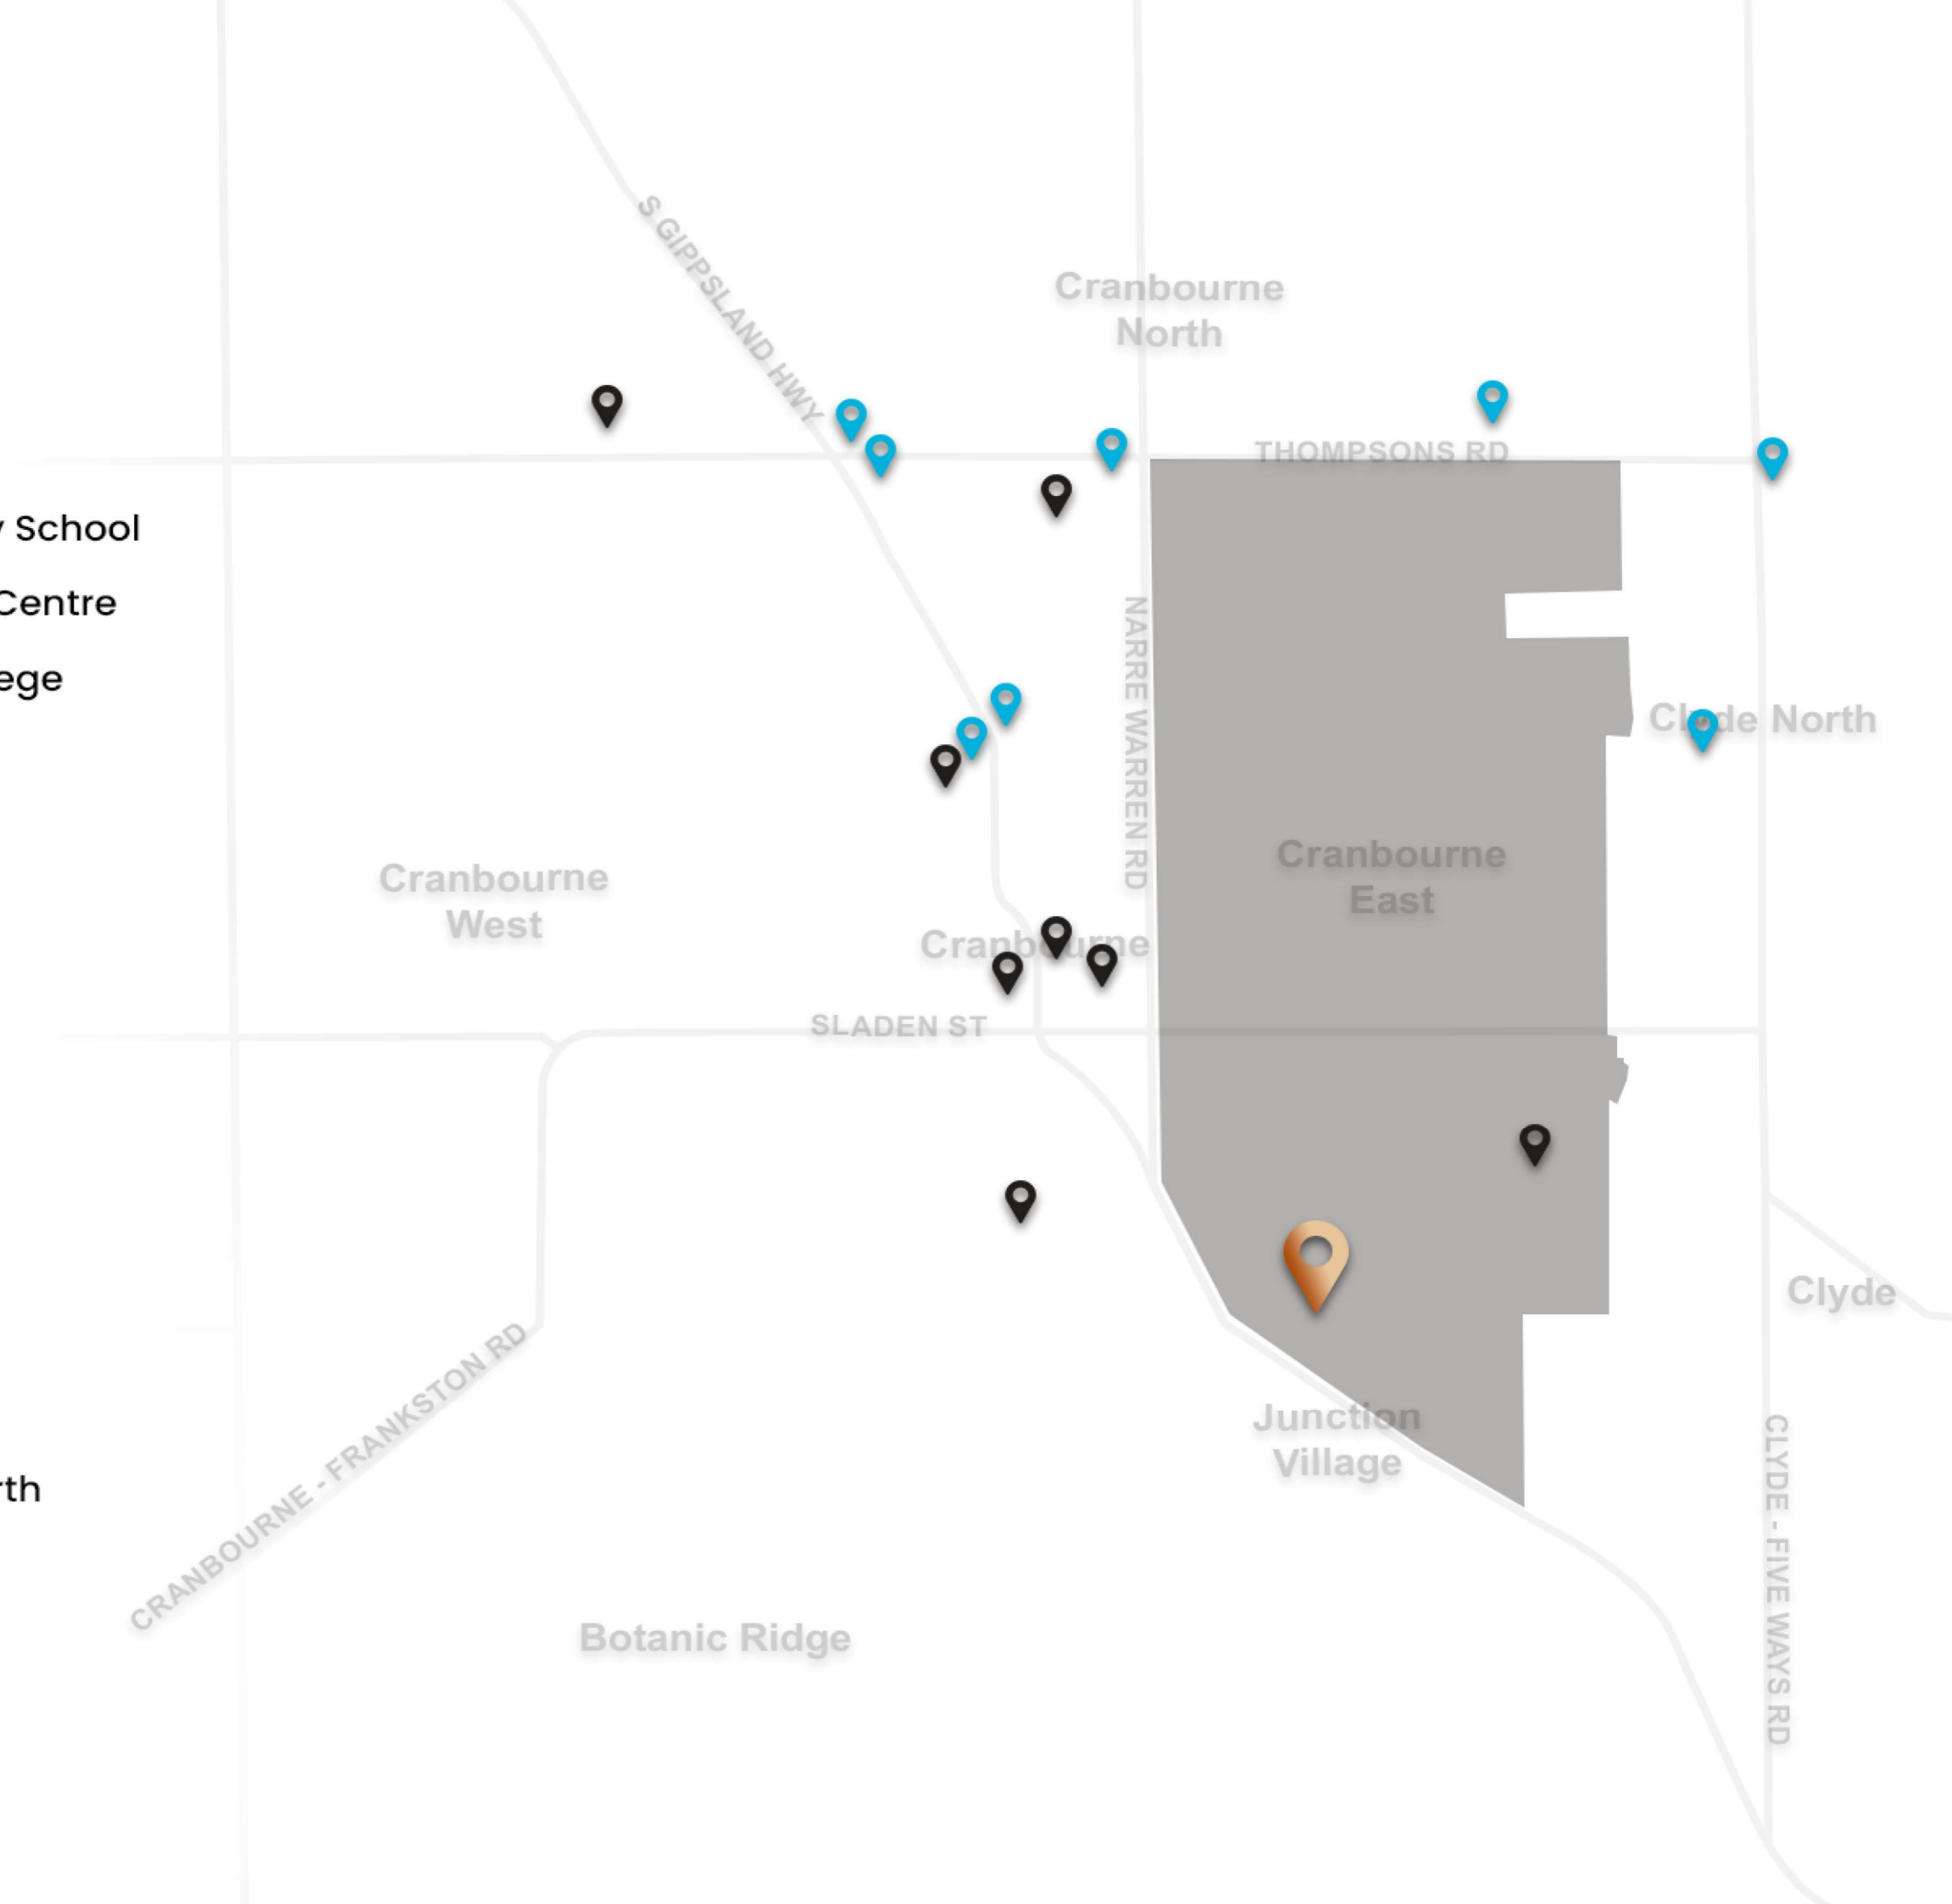 S GIPPSLAND HWY
Cranbourne
North
THOMPSONS RD
y School
Centre
ege
NARRE WARREN RD
Clyde North
Cranbourne
East
Cranbourne
West
Cranbourne
SLADEN ST
Clyde
CRANBOURNE - FRANKSTON RD
Junction
Village
CLYDE - FIVE WAYS RD
rth
Botanic Ridge